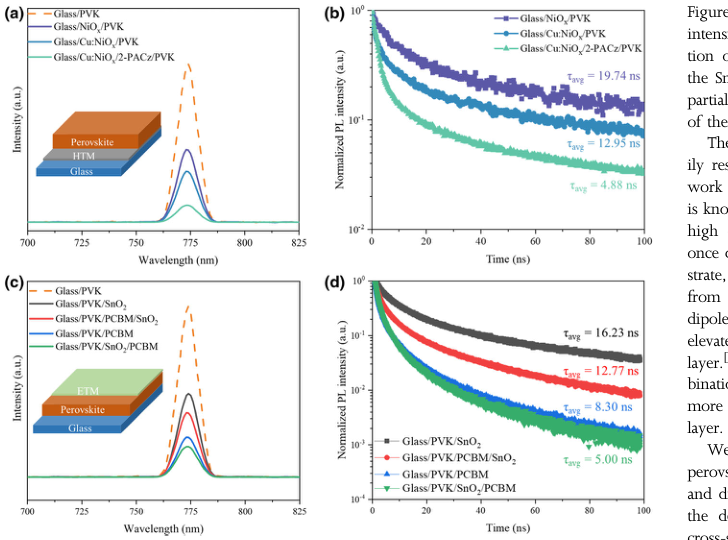 (a)
Glass/PVK
Glass/NiOₓ/PVK
Glass/Cu:NiOₓ/PVK
Glass/Cu:NiOₓ/2-PACz/PVK
Intensity (a.u.)
Perovskite
HTM
Glass
700 725 750 775 800 825
Wavelength (nm)
(b)
Glass/NiOₓ/PVK
Glass/Cu:NiOₓ/PVK
Glass/Cu:NiOₓ/2-PACz/PVK
Normalized PL intensity (a.u.)
10⁰
10⁻¹
10⁻²
τavg = 19.74 ns
τavg = 12.95 ns
τavg = 4.88 ns
0 20 40 60 80 100
Time (ns)
(c)
Glass/PVK
Glass/PVK/SnO₂
Glass/PVK/PCBM/SnO₂
Glass/PVK/PCBM
Glass/PVK/SnO₂/PCBM
Intensity (a.u.)
ETM
Perovskite
Glass
700 725 750 775 800 825
Wavelength (nm)
(d)
Normalized PL intensity (a.u.)
10⁰
10⁻¹
10⁻²
10⁻³
10⁻⁴
τavg = 16.23 ns
τavg = 12.77 ns
τavg = 8.30 ns
τavg = 5.00 ns
Glass/PVK/SnO₂
Glass/PVK/PCBM/SnO₂
Glass/PVK/PCBM
Glass/PVK/SnO₂/PCBM
0 20 40 60 80 100
Time (ns)
Figure
intensi
tion o
the Sn
partial
of the
The
ily res
work
is know
high
once c
strate,
from
dipole
elevate
layer.[
binatio
more
layer.
We
perovs
and di
the de
cross-s